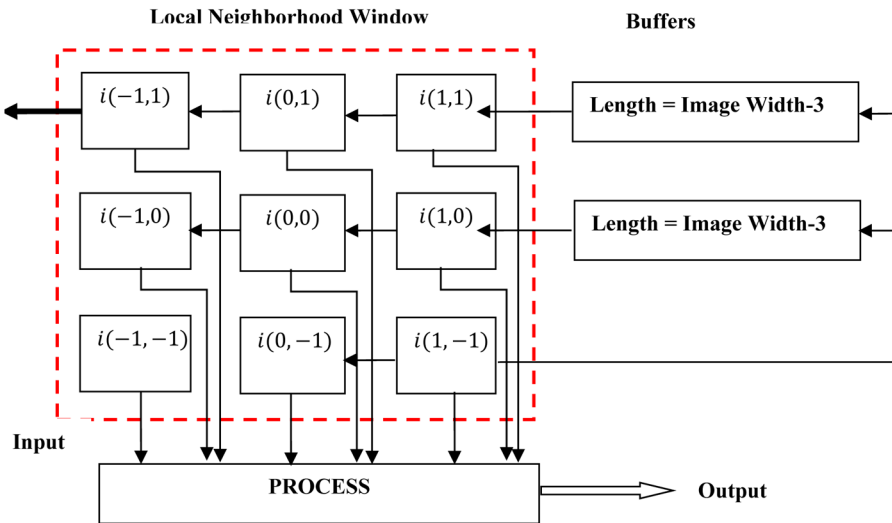 Local Neighborhood Window
Buffers
i(−1,1)
i(0,1)
i(1,1)
Length = Image Width-3
i(−1,0)
i(0,0)
i(1,0)
Length = Image Width-3
i(−1,−1)
i(0,−1)
i(1,−1)
Input
PROCESS
Output